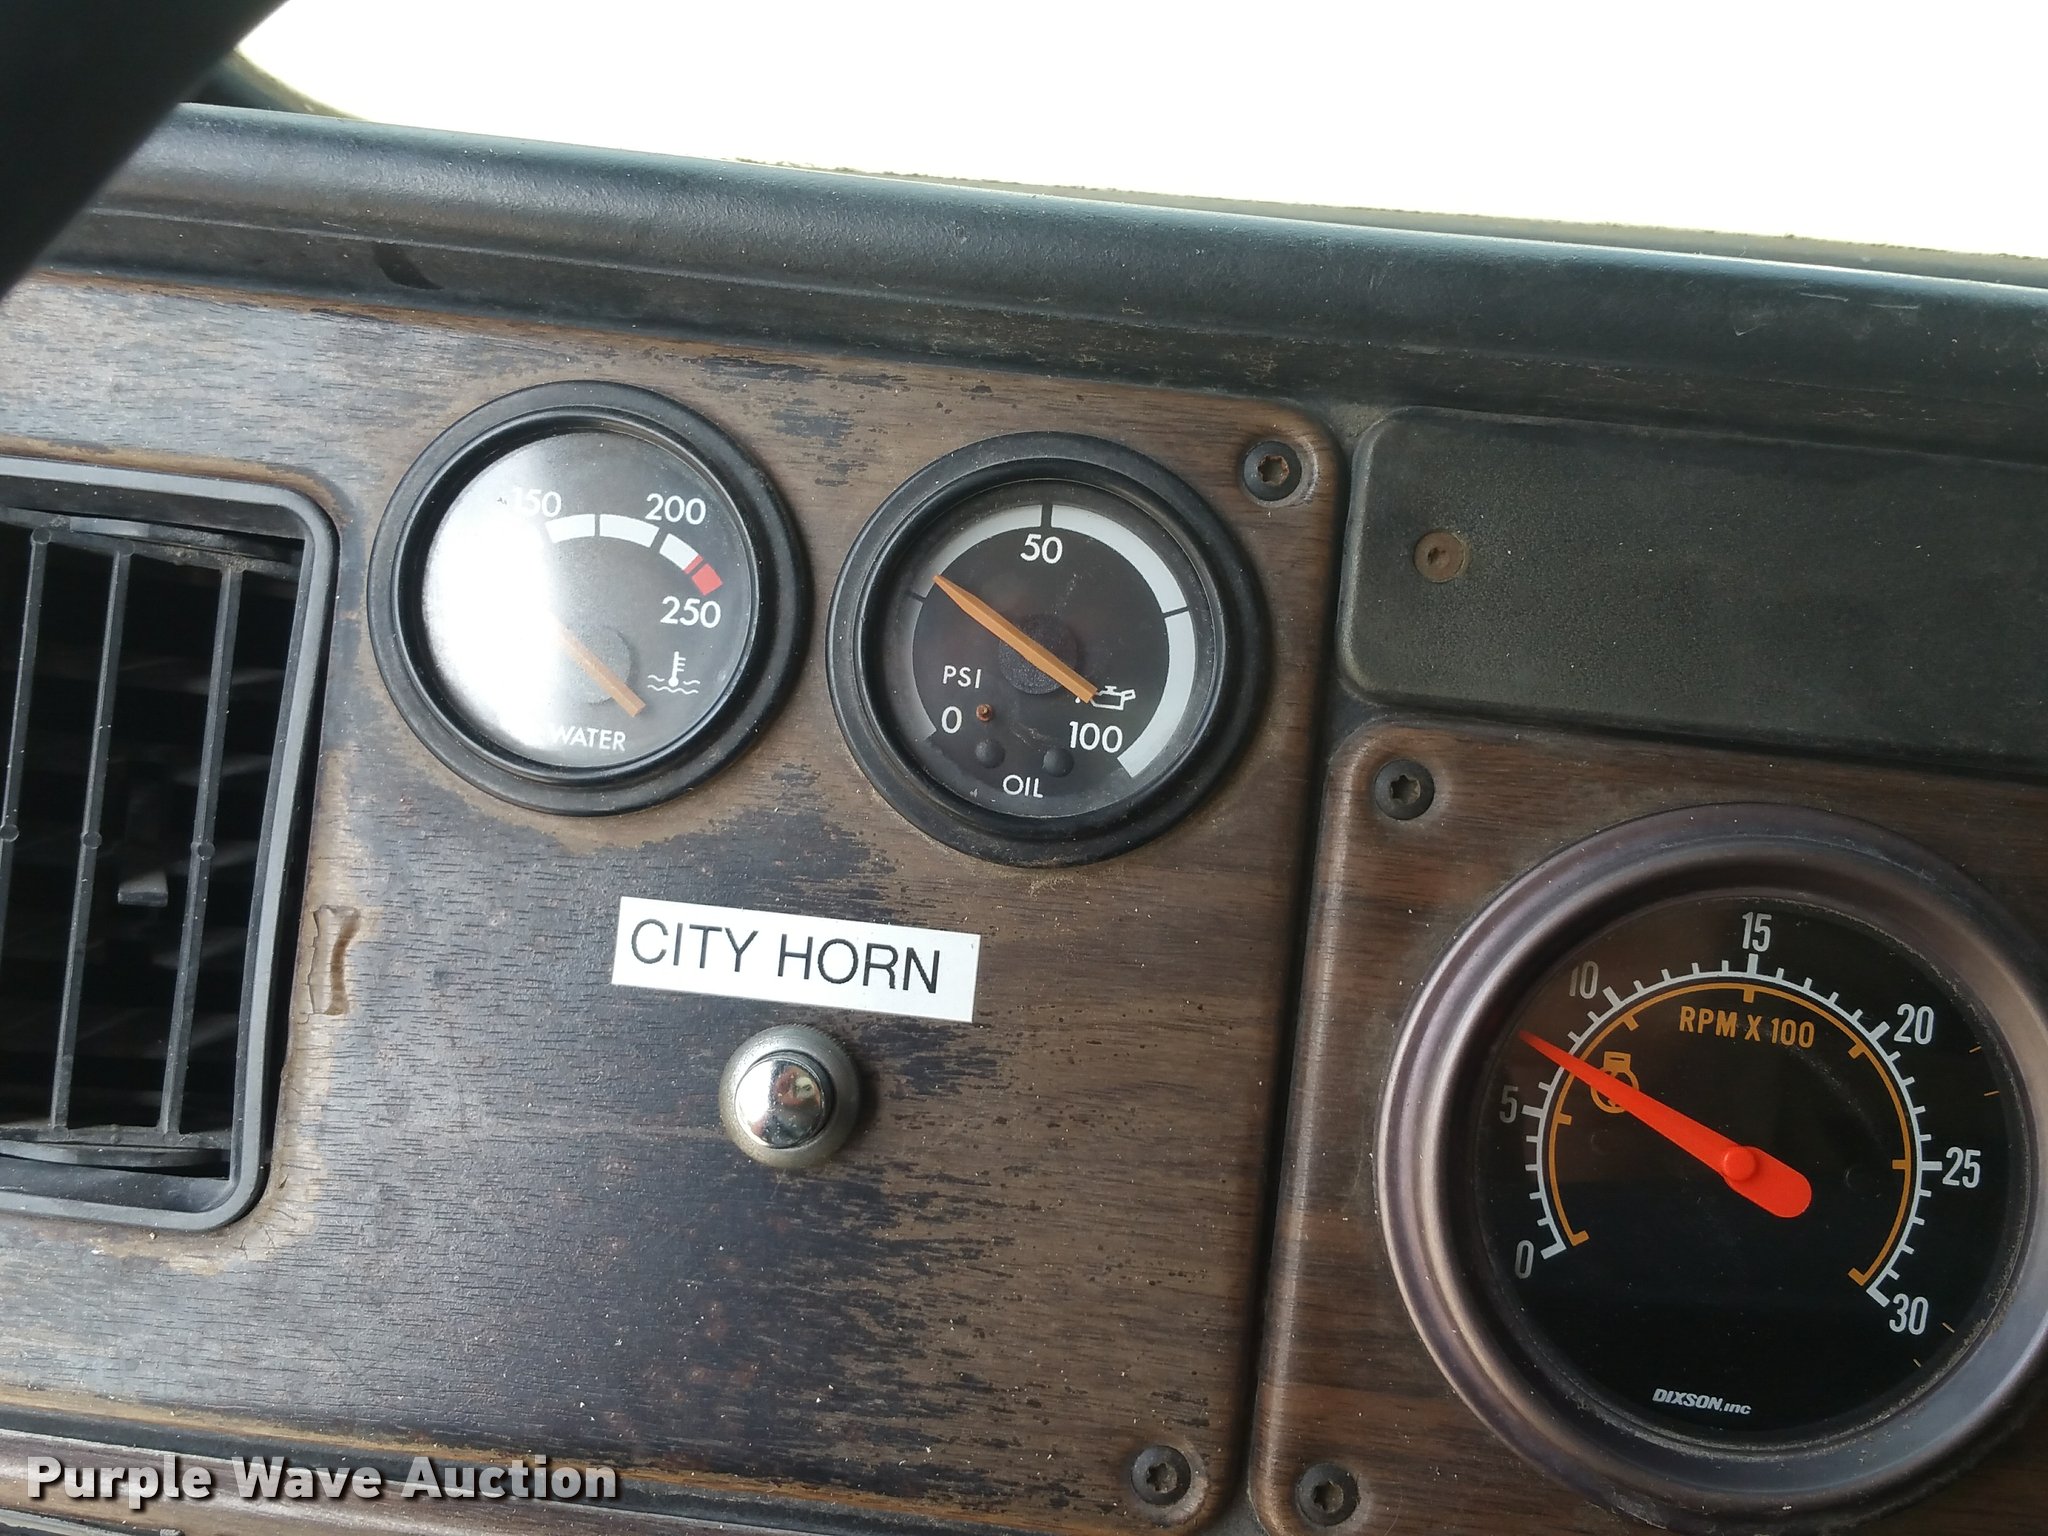 150 200
250
WATER
50
PSI
0 100
OIL
CITY HORN
0 5 10 15 20 25 30
RPM X 100
DIXSON.inc
Purple Wave Auction